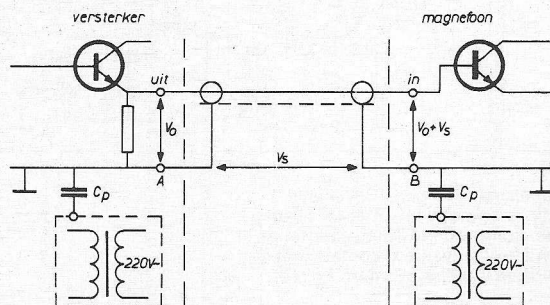 versterker
magnefoon
uit
in
V₀
V₀+Vₛ
Vₛ
A
B
Cₚ
Cₚ
220V~
220V~